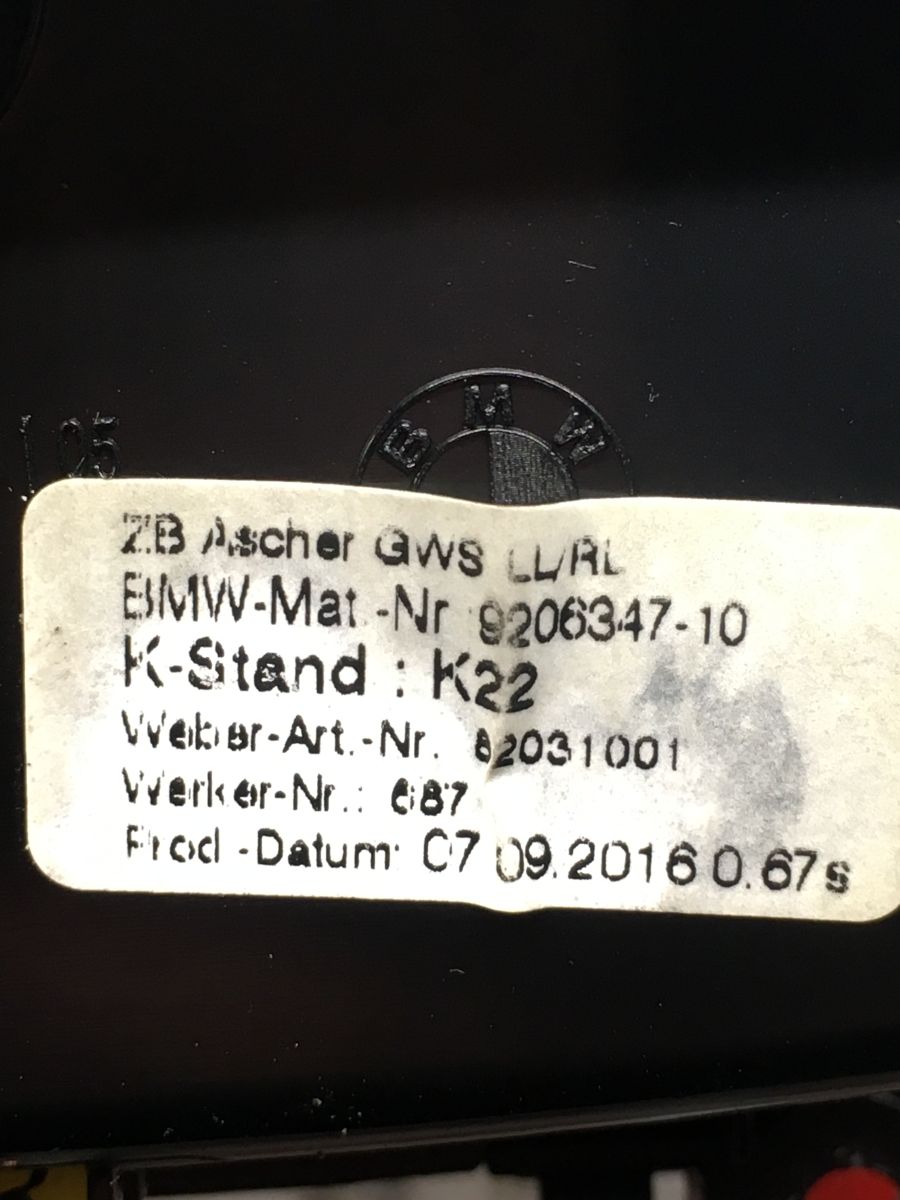 BMW
05
ZB Ascher GWS LL/RL
BMW-Mat.-Nr 9206347-10
K-Stand : K22
Weber-Art.-Nr. 82031001
Werker-Nr.: 687
Prod.-Datum: 07.09.2016 0.67s